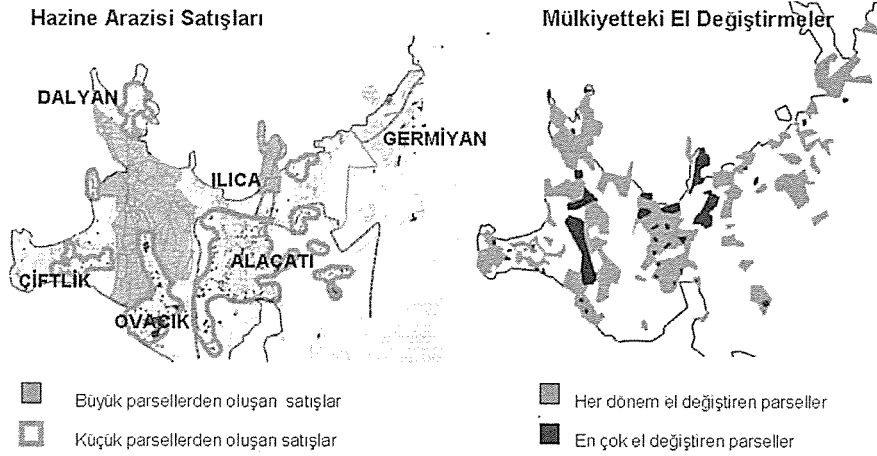 Hazine Arazisi Satışları
DALYAN
GERMİYAN
ILICA
ALAÇATI
ÇİFTLİK
OVACIK
Büyük parsellerden oluşan satışlar
Küçük parsellerden oluşan satışlar
Mülkiyetteki El Değiştirmeler
Her dönem el değiştiren parseller
En çok el değiştiren parseller